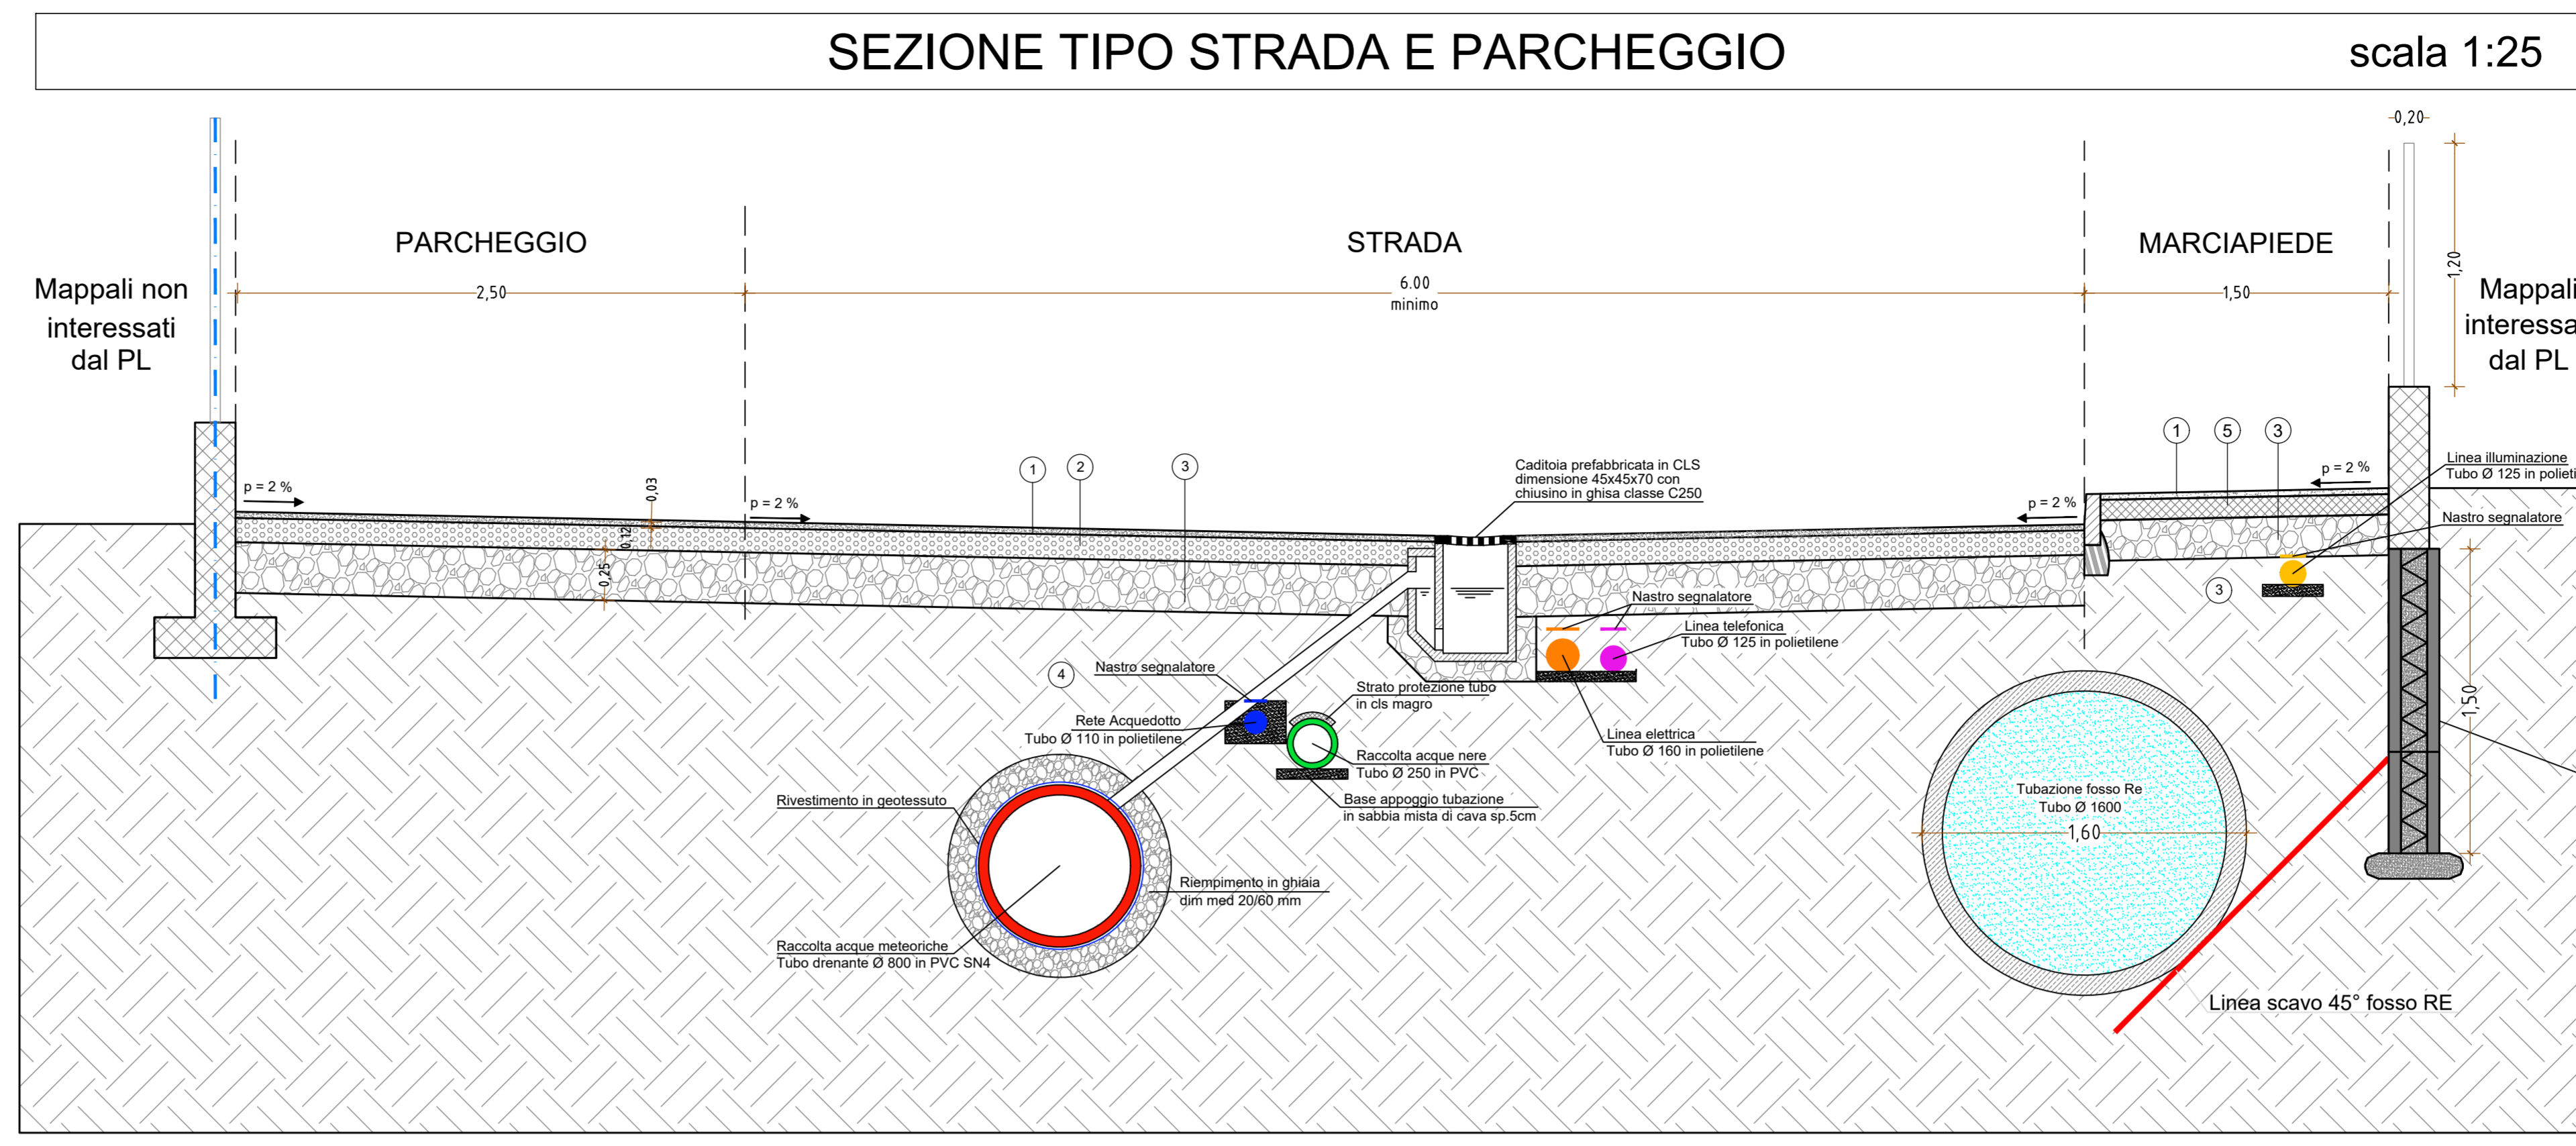 SEZIONE TIPO STRADA E PARCHEGGIO
scala 1:25
0,20
PARCHEGGIO
STRADA
MARCIAPIEDE
1,20
Mappali non
interessati
dal PL
2,50
6.00
minimo
1,50
Mappali
interessa
dal PL
1
5
3
p = 2 %
0,03
0,12
0,25
p = 2 %
1
2
3
Caditoia prefabbricata in CLS
dimensione 45x45x70 con
chiusino in ghisa classe C250
p = 2 %
p = 2 %
Linea illuminazione
Tubo Ø 125 in polieti
Nastro segnalatore
3
Nastro segnalatore
Linea telefonica
Tubo Ø 125 in polietilene
4
Nastro segnalatore
Strato protezione tubo
in cls magro
Rete Acquedotto
Tubo Ø 110 in polietilene
Linea elettrica
Tubo Ø 160 in polietilene
Raccolta acque nere
Tubo Ø 250 in PVC
Base appoggio tubazione
in sabbia mista di cava sp.5cm
Rivestimento in geotessuto
Tubazione fosso Re
Tubo Ø 1600
1,60
1,50
Riempimento in ghiaia
dim med 20/60 mm
Raccolta acque meteoriche
Tubo drenante Ø 800 in PVC SN4
Linea scavo 45° fosso RE